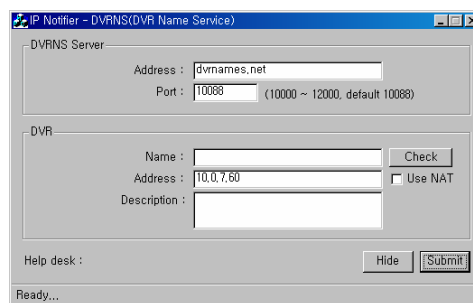 IP Notifier - DVRNS(DVR Name Service)
DVRNS Server
Address : dvrnames,net
Port : 10088 (10000 ~ 12000, default 10088)
DVR
Name : Check
Address : 10,0,7,60 Use NAT
Description :
Help desk : Hide Submit
Ready...